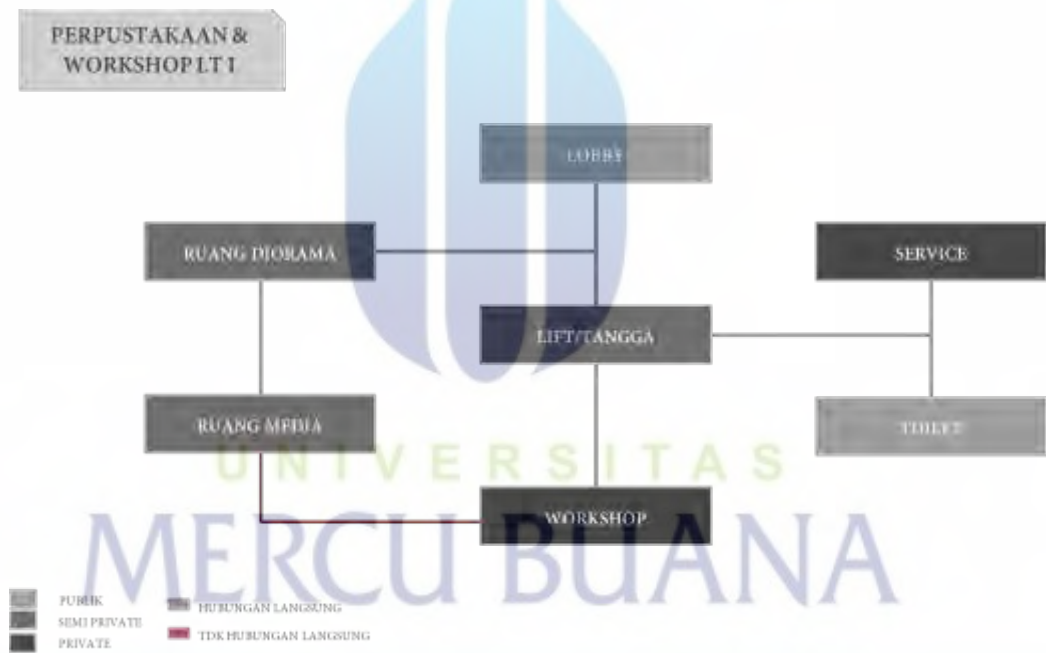 PERPUSTAKAAN &
WORKSHOP LT 1
LOBBY
RUANG DIORAMA
SERVICE
LIFT/TANGGA
RUANG MEDIA
TOILET
UNIVERSITAS
WORKSHOP
MERCU BUANA
PUBLIK
HUBUNGAN LANGSUNG
SEMI PRIVATE
TDK HUBUNGAN LANGSUNG
PRIVATE